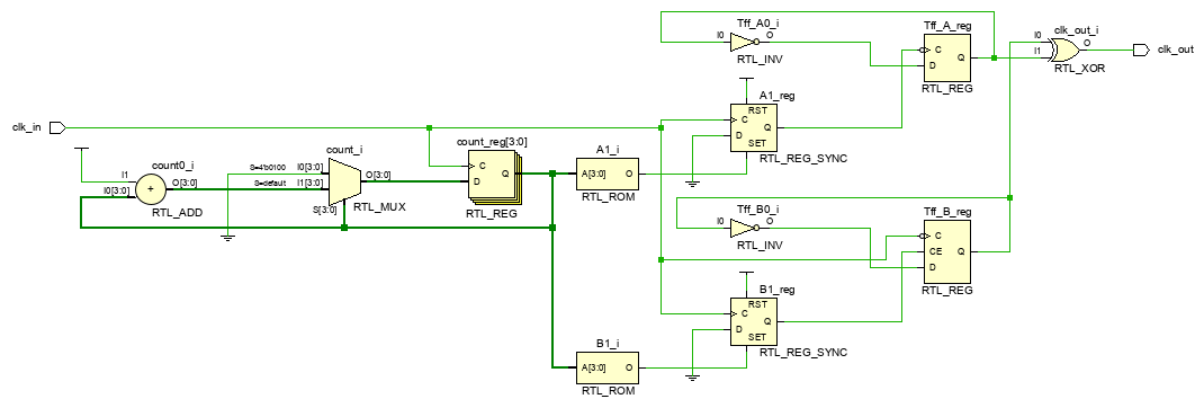 Tff_A0_i
I0
O
RTL_INV
Tff_A_reg
C
D
Q
RTL_REG
clk_out_i
I0
I1
O
RTL_XOR
clk_out
A1_reg
RST
C
D
Q
SET
RTL_REG_SYNC
clk_in
count0_i
I1
I0[3:0]
+
O[3:0]
RTL_ADD
count_i
S=4'b0100
I0[3:0]
S=default
I1[3:0]
S[3:0]
O[3:0]
RTL_MUX
count_reg[3:0]
C
D
Q
RTL_REG
A1_i
A[3:0]
O
RTL_ROM
Tff_B0_i
I0
O
RTL_INV
Tff_B_reg
C
CE
D
Q
RTL_REG
B1_reg
RST
C
D
Q
SET
RTL_REG_SYNC
B1_i
A[3:0]
O
RTL_ROM